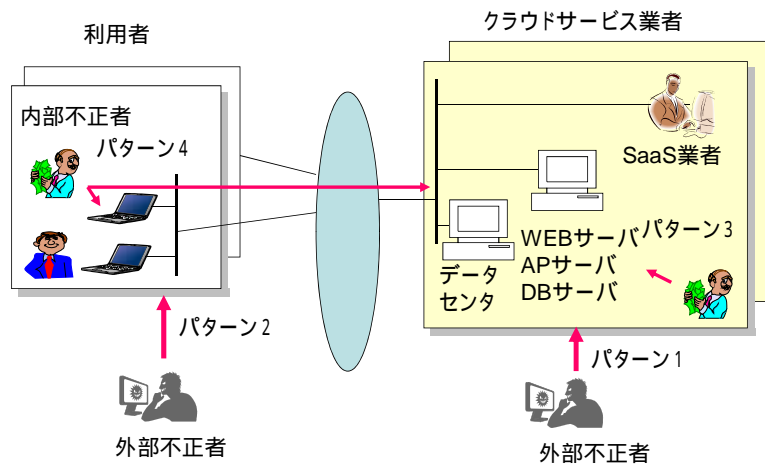 利用者
クラウドサービス業者
内部不正者
パターン4
SaaS業者
WEBサーバ
APサーバ
DBサーバ
パターン3
データ
センタ
パターン2
パターン1
外部不正者
外部不正者